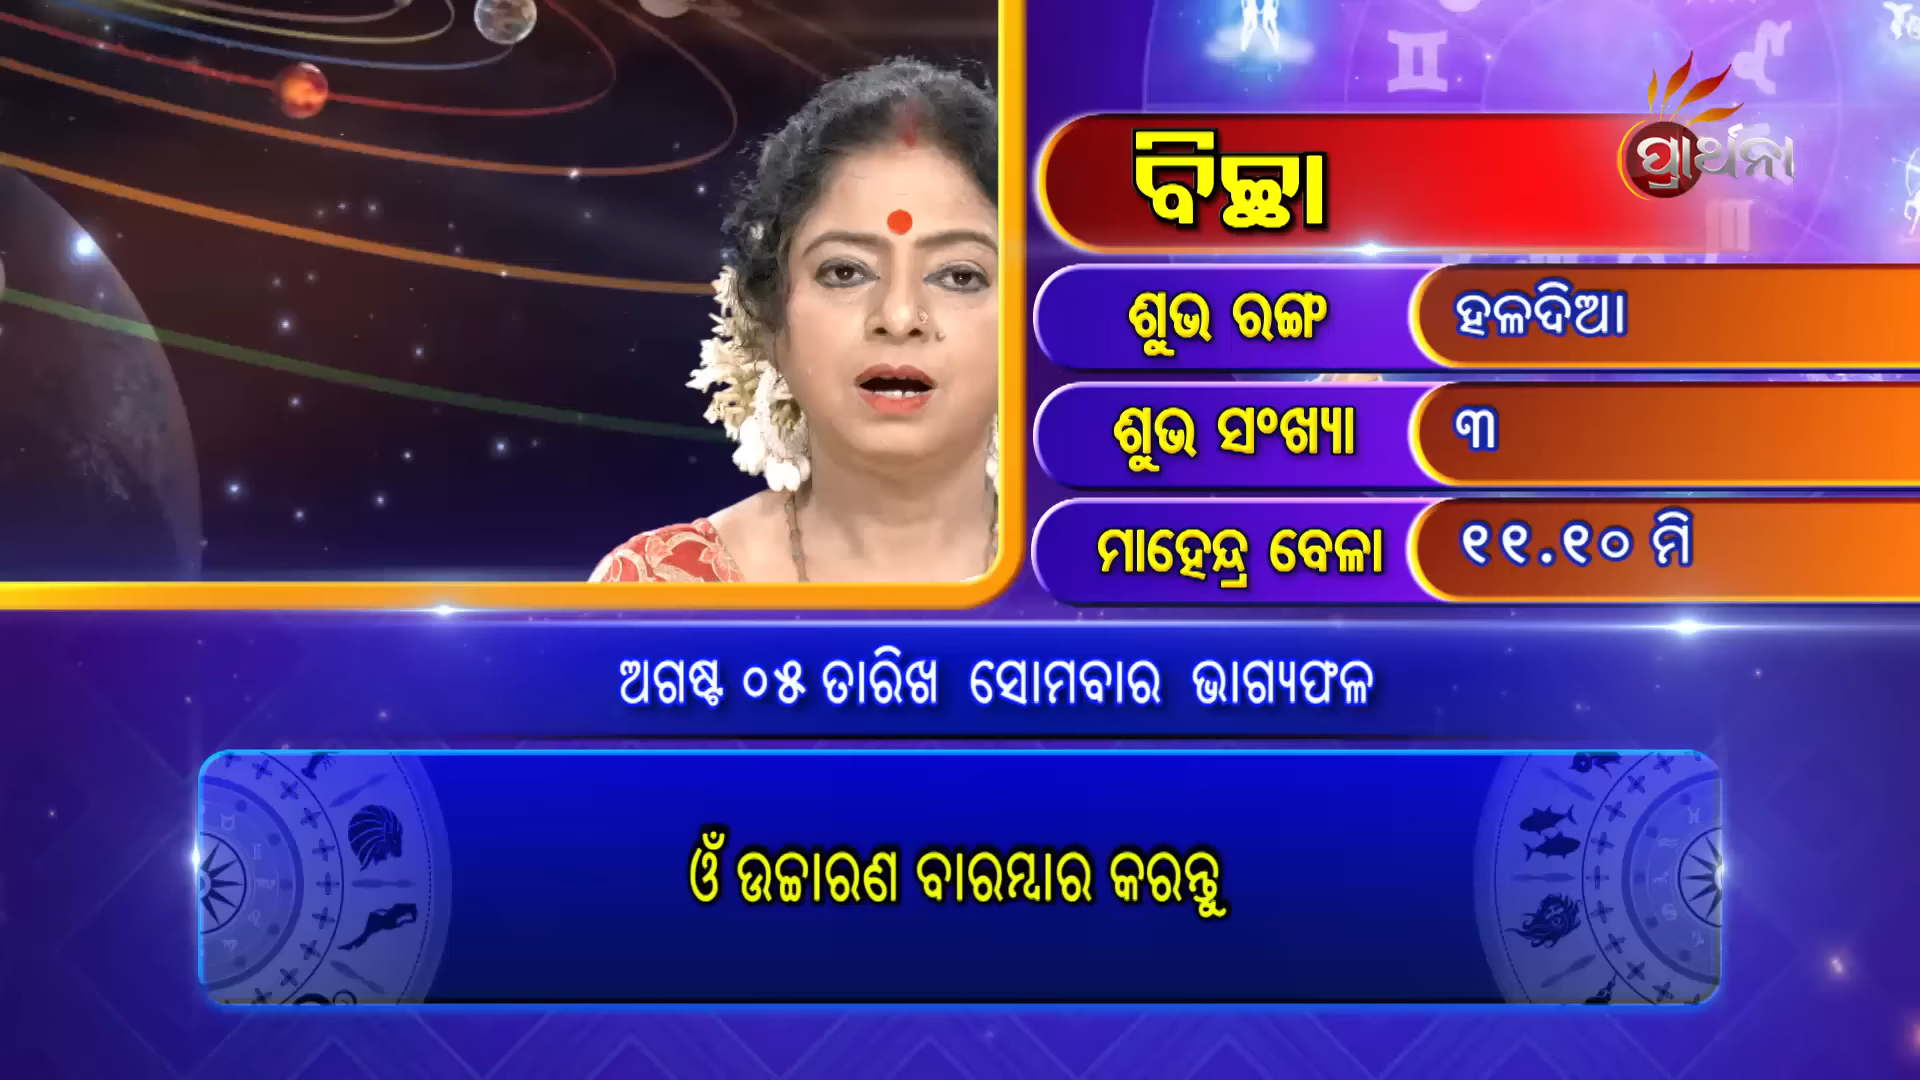 ବିଛା
ପ୍ରାର୍ଥନା
ଶୁଭ ରଙ୍ଗ ହଳଦିଆ
ଶୁଭ ସଂଖ୍ୟା ୩
ମାହେନ୍ଦ୍ର ବେଳା ୧୧.୧୦ ମି
ଅଗଷ୍ଟ ୦୫ ତାରିଖ ସୋମବାର ଭାଗ୍ୟଫଳ
ଓଁ ଉଚ୍ଚାରଣ ବାରମ୍ବାର କରନ୍ତୁ